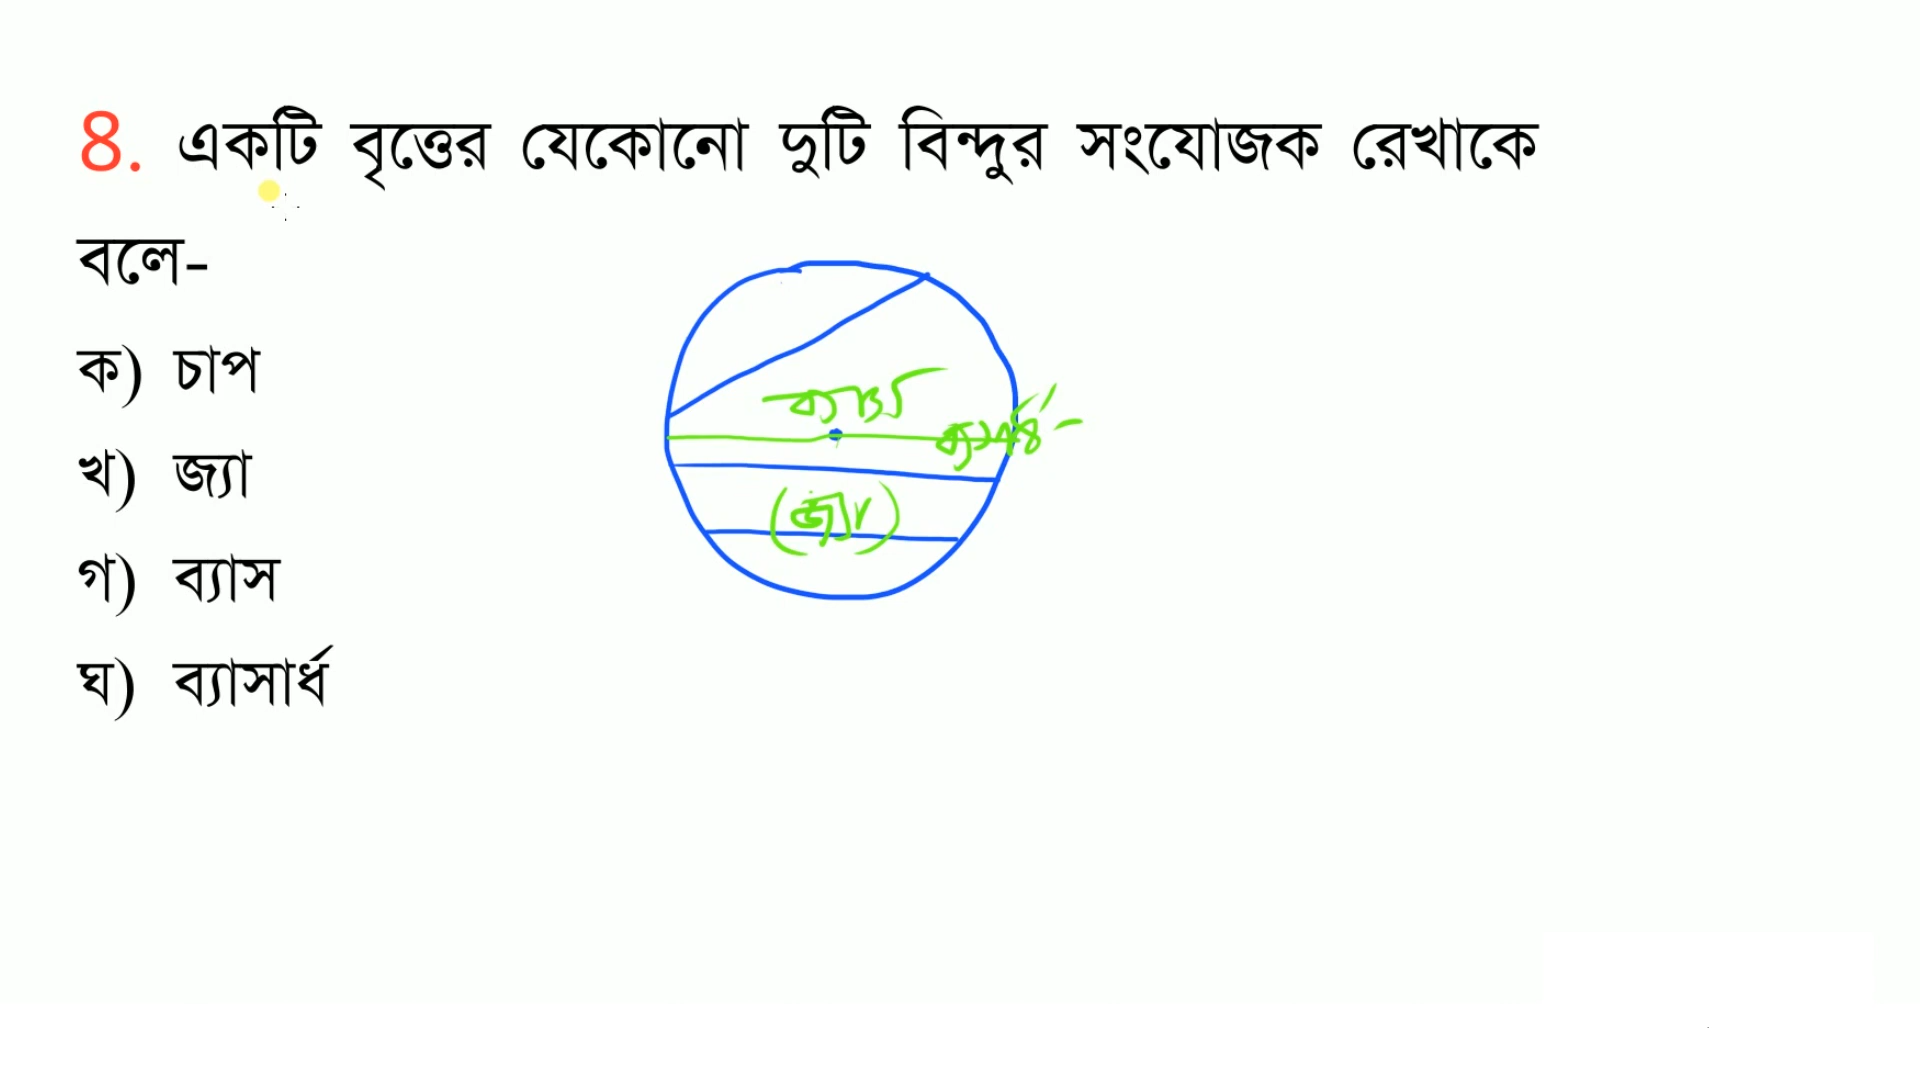 ৪. একটি বৃত্তের যেকোনো দুটি বিন্দুর সংযোজক রেখাকে
বলে-
ক) চাপ
খ) জ্যা
গ) ব্যাস
ঘ) ব্যাসার্ধ
ব্যাস
(জ্যা)